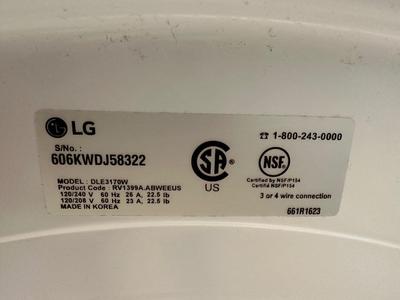 LG
S/No. :
606KWDJ58322
MODEL : DLE3170W
Product Code : RV1399A.ABWEEUS
120/240 V 60 Hz 26 A, 22.5 lb
120/208 V 60 Hz 23 A, 22.5 lb
MADE IN KOREA
SA
US
☎ 1-800-243-0000
NSF.
Certified by NSF/P154
Certifié NSF/P154
3 or 4 wire connection
661R1623